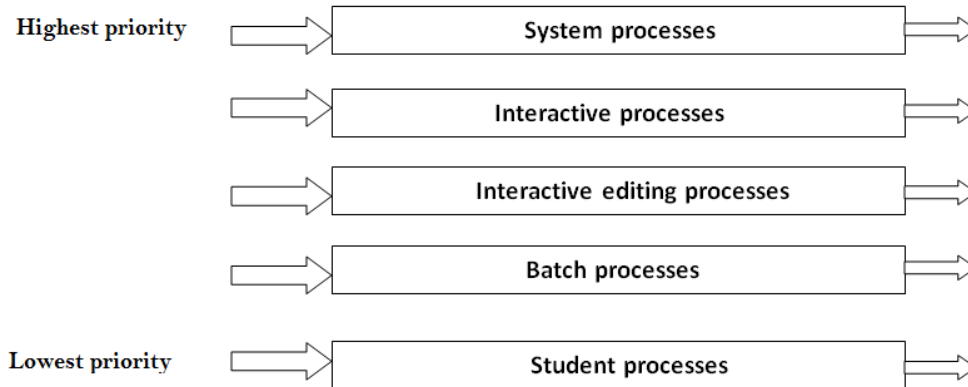 Highest priority
System processes
Interactive processes
Interactive editing processes
Batch processes
Lowest priority
Student processes